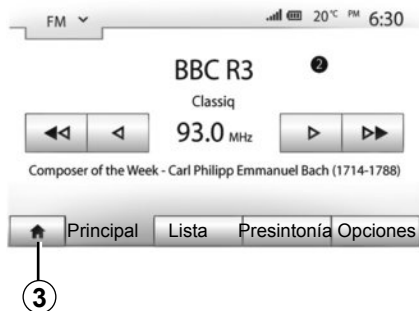 FM 20°C PM 6:30
BBC R3 2
Classiq
93.0 MHz
Composer of the Week - Carl Philipp Emmanuel Bach (1714-1788)
Principal Lista Presintonía Opciones
3